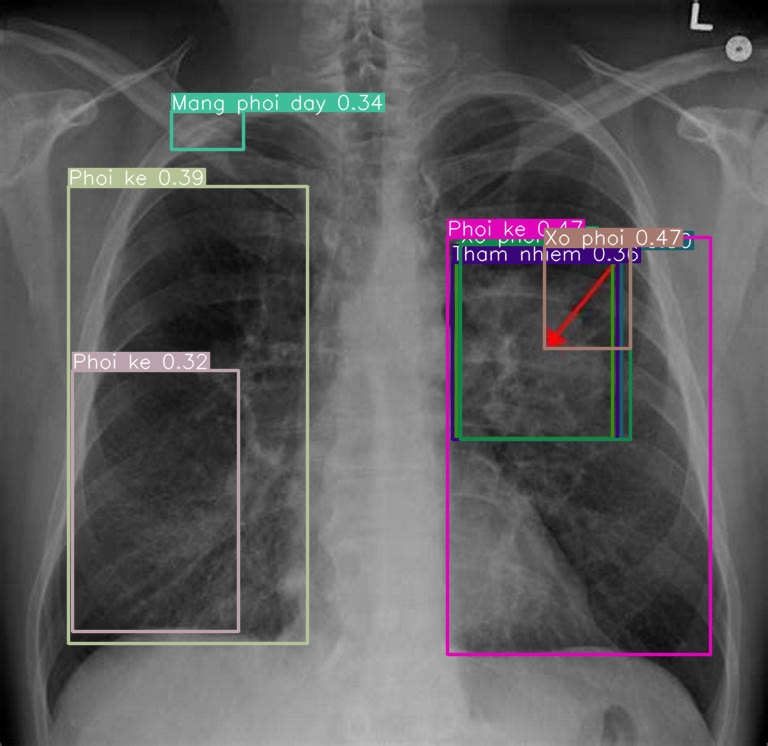 L
Mang phoi day 0.34
Phoi ke 0.39
Phoi ke 0.47
Xo phoi 0.47
Tham nhiem 0.36
Phoi ke 0.32